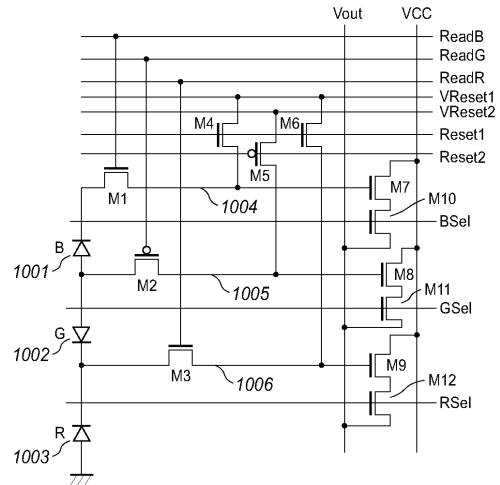 Vout VCC
ReadB
ReadG
ReadR
VReset1
VReset2
M4 M6
Reset1
M5
Reset2
M1 1004 M7
M10
BSel
B
1001
M2 1005 M8
M11
GSel
G
1002
M3 1006 M9
M12
RSel
R
1003